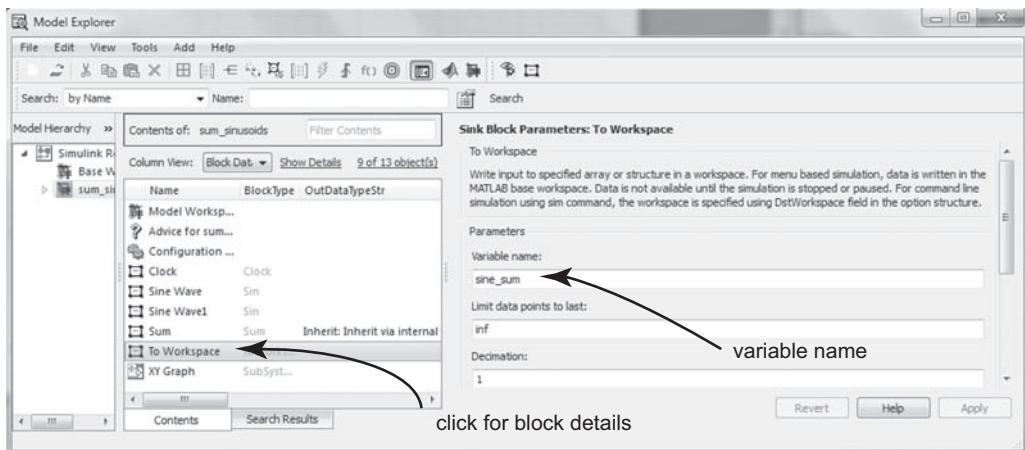 Model Explorer
File Edit View Tools Add Help
Search: by Name Name: Search
Model Hierarchy »
Simulink R
Base W
sum_sin
Contents of: sum_sinusoids Filter Contents
Column View: Block Data Show Details 9 of 13 object(s)
Name BlockType OutDataTypeStr
Model Worksp...
Advice for sum...
Configuration ...
Clock Clock
Sine Wave Sin
Sine Wave1 Sin
Sum Sum Inherit: Inherit via internal
To Workspace
XY Graph SubSyst...
Contents Search Results
Sink Block Parameters: To Workspace
To Workspace
Write input to specified array or structure in a workspace. For menu based simulation, data is written in the
MATLAB base workspace. Data is not available until the simulation is stopped or paused. For command line
simulation using sim command, the workspace is specified using DstWorkspace field in the option structure.
Parameters
Variable name:
sine_sum
Limit data points to last:
inf
variable name
Decimation:
1
Revert Help Apply
click for block details